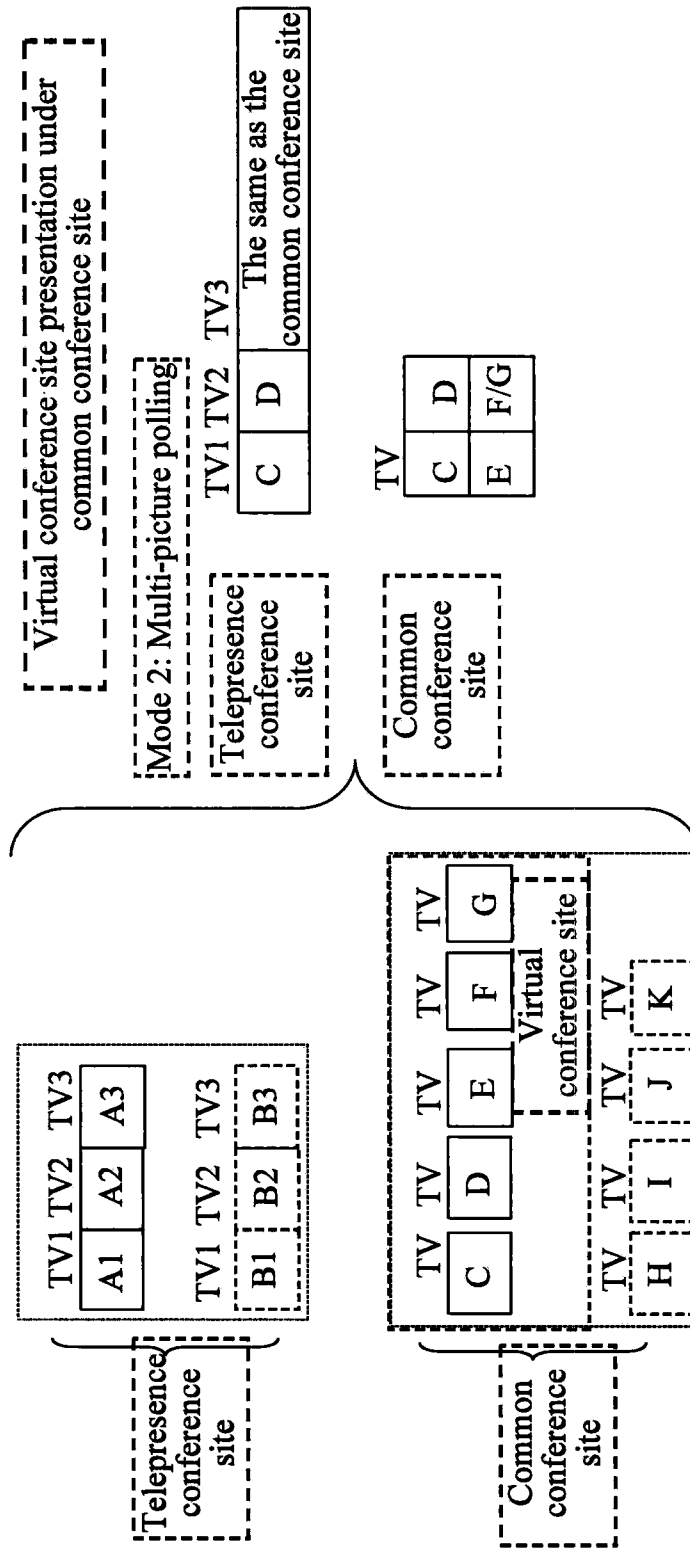 Virtual conference site presentation under
common conference site
Telepresence
conference
site
TV1 TV2 TV3
A1 A2 A3
TV1 TV2 TV3
B1 B2 B3
Common
conference
site
TV TV TV TV TV
C D E F G
Virtual
conference site
TV TV TV TV
H I J K
Mode 2: Multi-picture polling
Telepresence
conference
site
TV1 TV2 TV3
C D
The same as the
common conference site
Common
conference
site
TV
C D
E F/G